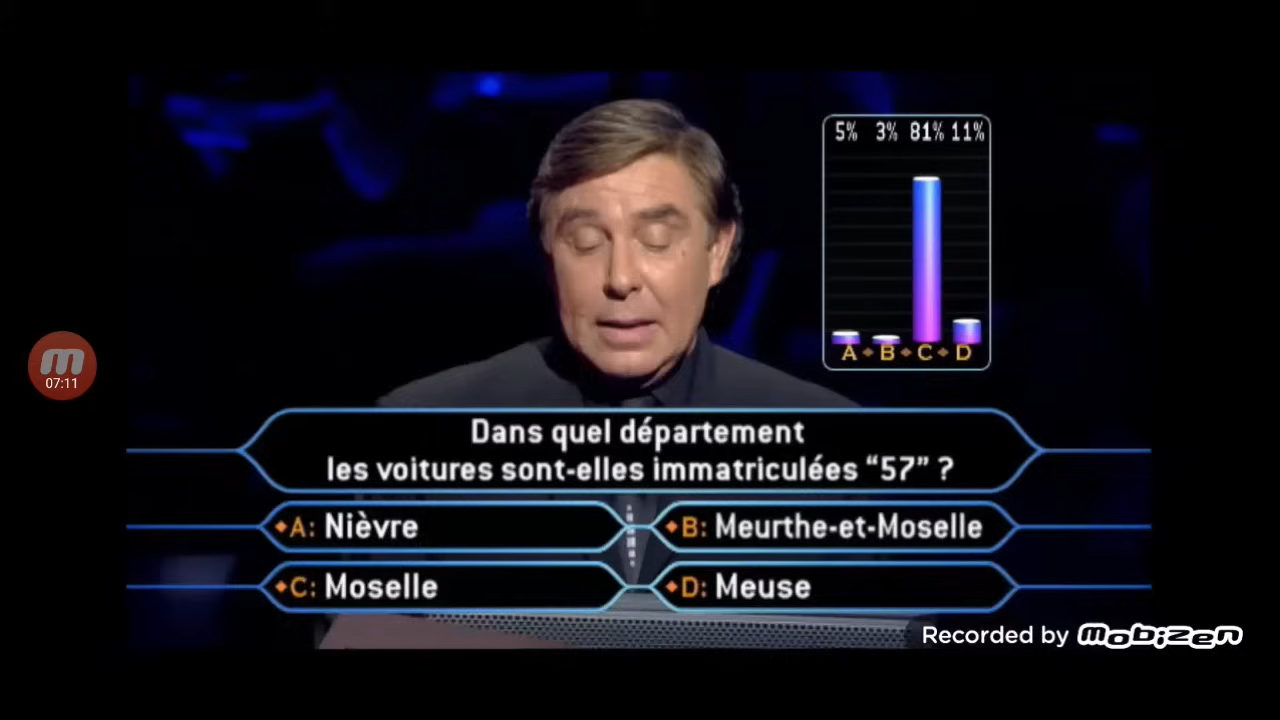 5% 3% 81% 11%
A B C D
07:11
Dans quel département
les voitures sont-elles immatriculées “57” ?
A: Nièvre
B: Meurthe-et-Moselle
C: Moselle
D: Meuse
Recorded by mobizen